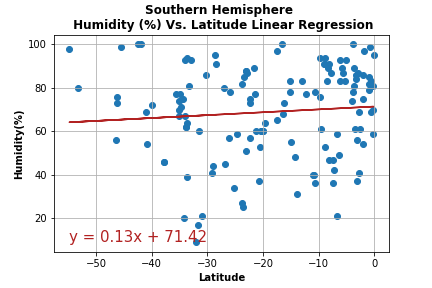 Southern Hemisphere
Humidity (%) Vs. Latitude Linear Regression
100
80
60
40
20
Humidity(%)
y = 0.13x + 71.42
−50
−40
−30
−20
−10
0
Latitude